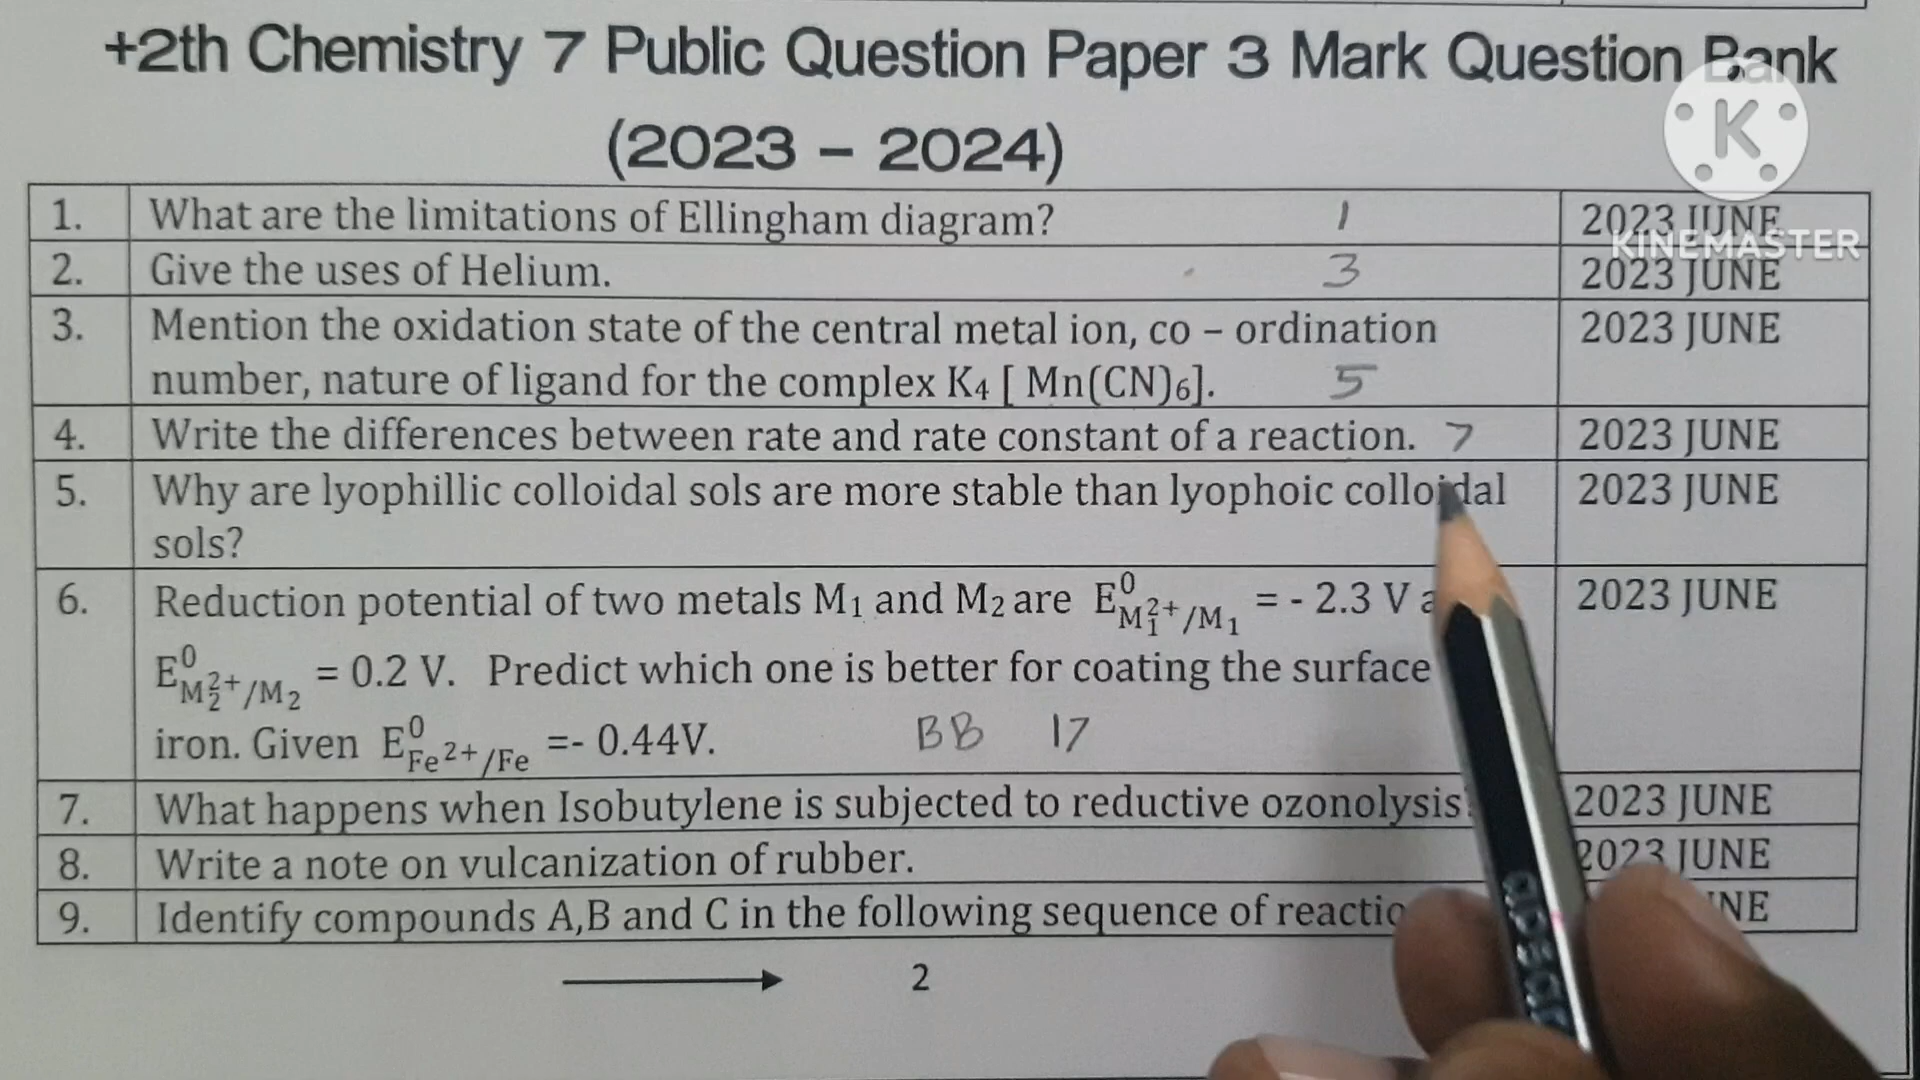 +2th Chemistry 7 Public Question Paper 3 Mark Question Bank
(2023 – 2024)
K
KINEMASTER
1. What are the limitations of Ellingham diagram? 1 2023 JUNE
2. Give the uses of Helium. 3 2023 JUNE
3. Mention the oxidation state of the central metal ion, co – ordination 2023 JUNE
number, nature of ligand for the complex K₄ [ Mn(CN)₆]. 5
4. Write the differences between rate and rate constant of a reaction. 7 2023 JUNE
5. Why are lyophillic colloidal sols are more stable than lyophoic colloidal 2023 JUNE
sols?
6. Reduction potential of two metals M₁ and M₂ are E⁰ M₁²⁺/M₁ = - 2.3 V 2023 JUNE
E⁰ M₂²⁺/M₂ = 0.2 V. Predict which one is better for coating the surface
iron. Given E⁰ Fe²⁺/Fe =- 0.44V. BB 17
7. What happens when Isobutylene is subjected to reductive ozonolysis 2023 JUNE
8. Write a note on vulcanization of rubber. 2023 JUNE
9. Identify compounds A,B and C in the following sequence of
2